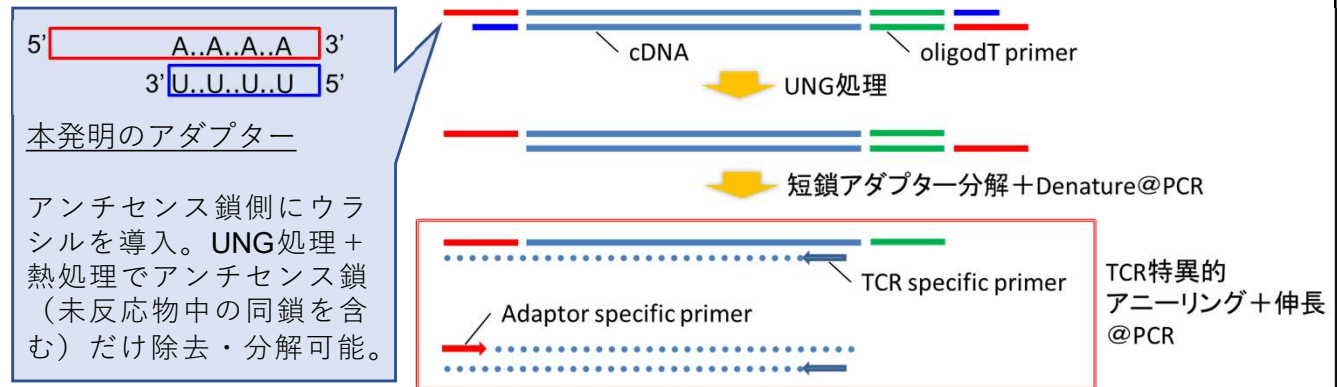 5' A..A..A..A 3'
3' U..U..U..U 5'
本発明のアダプター
アンチセンス鎖側にウラ
シルを導入。UNG処理+
熱処理でアンチセンス鎖
(未反応物中の同鎖を含
む)だけ除去・分解可能。
cDNA
oligodT primer
UNG処理
短鎖アダプター分解+Denature@PCR
TCR specific primer
Adaptor specific primer
TCR特異的
アニーリング+伸長
@PCR